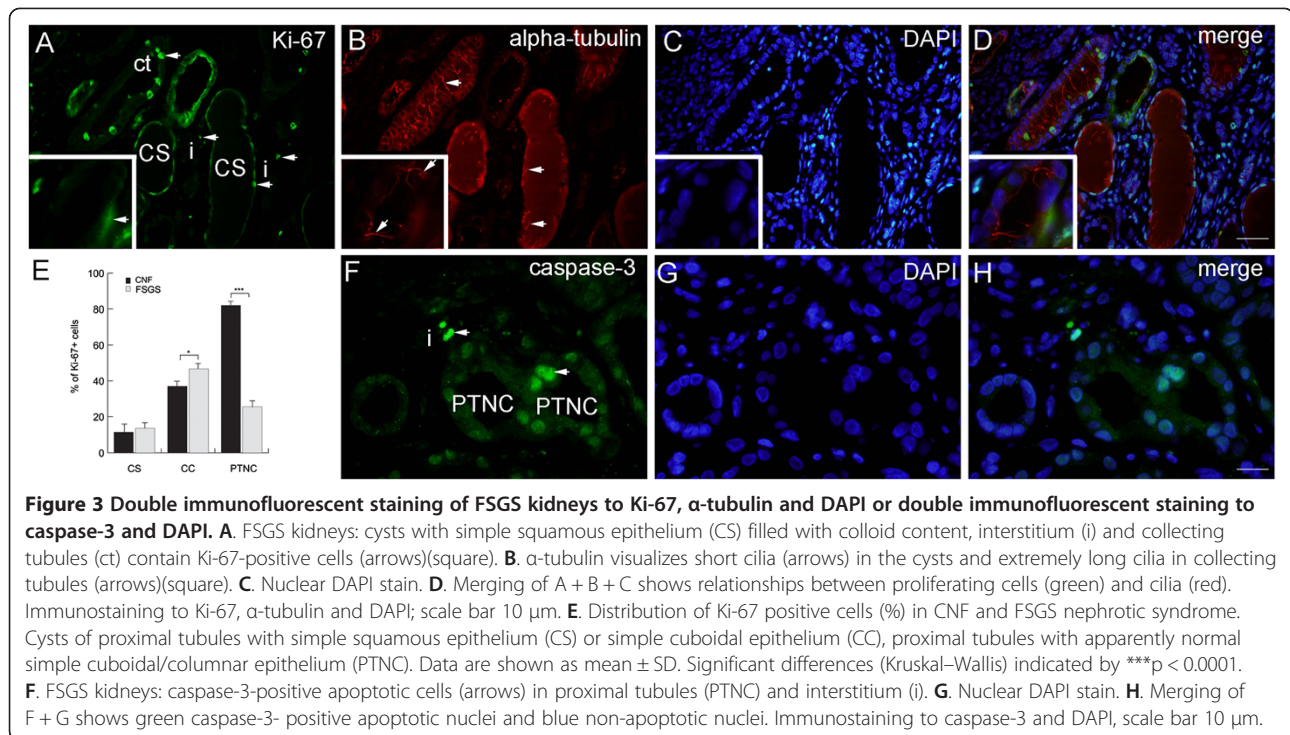 A
Ki-67
ct
CS
i
CS
i
B
alpha-tubulin
C
DAPI
D
merge
E
CNF
FSGS
***
*
100
80
60
40
20
0
% of Ki-67+ cells
CS
CC
PTNC
F
caspase-3
i
PTNC
PTNC
G
DAPI
H
merge
Figure 3 Double immunofluorescent staining of FSGS kidneys to Ki-67, α-tubulin and DAPI or double immunofluorescent staining to
caspase-3 and DAPI. A. FSGS kidneys: cysts with simple squamous epithelium (CS) filled with colloid content, interstitium (i) and collecting
tubules (ct) contain Ki-67-positive cells (arrows)(square). B. α-tubulin visualizes short cilia (arrows) in the cysts and extremely long cilia in collecting
tubules (arrows)(square). C. Nuclear DAPI stain. D. Merging of A + B + C shows relationships between proliferating cells (green) and cilia (red).
Immunostaining to Ki-67, α-tubulin and DAPI; scale bar 10 μm. E. Distribution of Ki-67 positive cells (%) in CNF and FSGS nephrotic syndrome.
Cysts of proximal tubules with simple squamous epithelium (CS) or simple cuboidal epithelium (CC), proximal tubules with apparently normal
simple cuboidal/columnar epithelium (PTNC). Data are shown as mean ± SD. Significant differences (Kruskal–Wallis) indicated by ***p < 0.0001.
F. FSGS kidneys: caspase-3-positive apoptotic cells (arrows) in proximal tubules (PTNC) and interstitium (i). G. Nuclear DAPI stain. H. Merging of
F + G shows green caspase-3- positive apoptotic nuclei and blue non-apoptotic nuclei. Immunostaining to caspase-3 and DAPI, scale bar 10 μm.